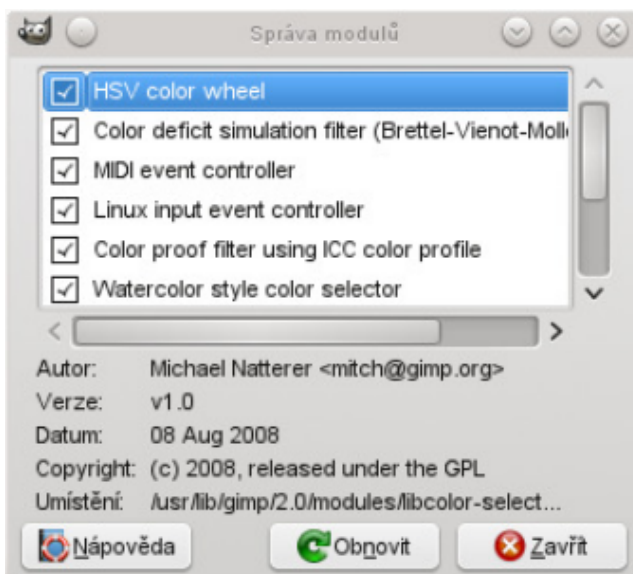 Správa modulů
HSV color wheel
Color deficit simulation filter (Brettel-Vienot-Moll
MIDI event controller
Linux input event controller
Color proof filter using ICC color profile
Watercolor style color selector
Autor: Michael Natterer <mitch@gimp.org>
Verze: v1.0
Datum: 08 Aug 2008
Copyright: (c) 2008, released under the GPL
Umístění: /usr/lib/gimp/2.0/modules/libcolor-select...
Nápověda Obnovit Zavřít